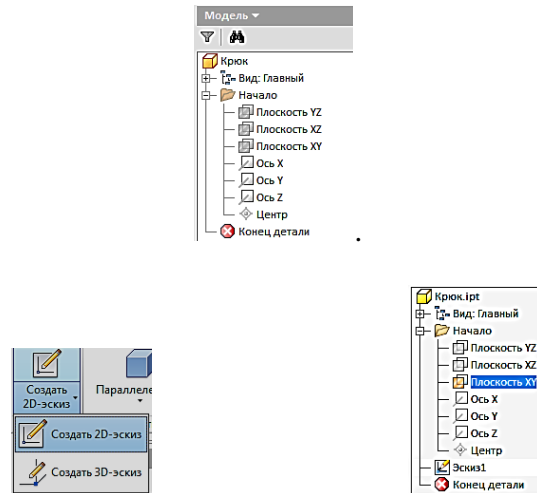 Модель
Крюк
Вид: Главный
Начало
Плоскость YZ
Плоскость XZ
Плоскость XY
Ось X
Ось Y
Ось Z
Центр
Конец детали
.
Создать
2D-эскиз
Параллеле
Создать 2D-эскиз
Создать 3D-эскиз
Крюк.ipt
Вид: Главный
Начало
Плоскость YZ
Плоскость XZ
Плоскость XY
Ось X
Ось Y
Ось Z
Центр
Эскиз1
Конец детали